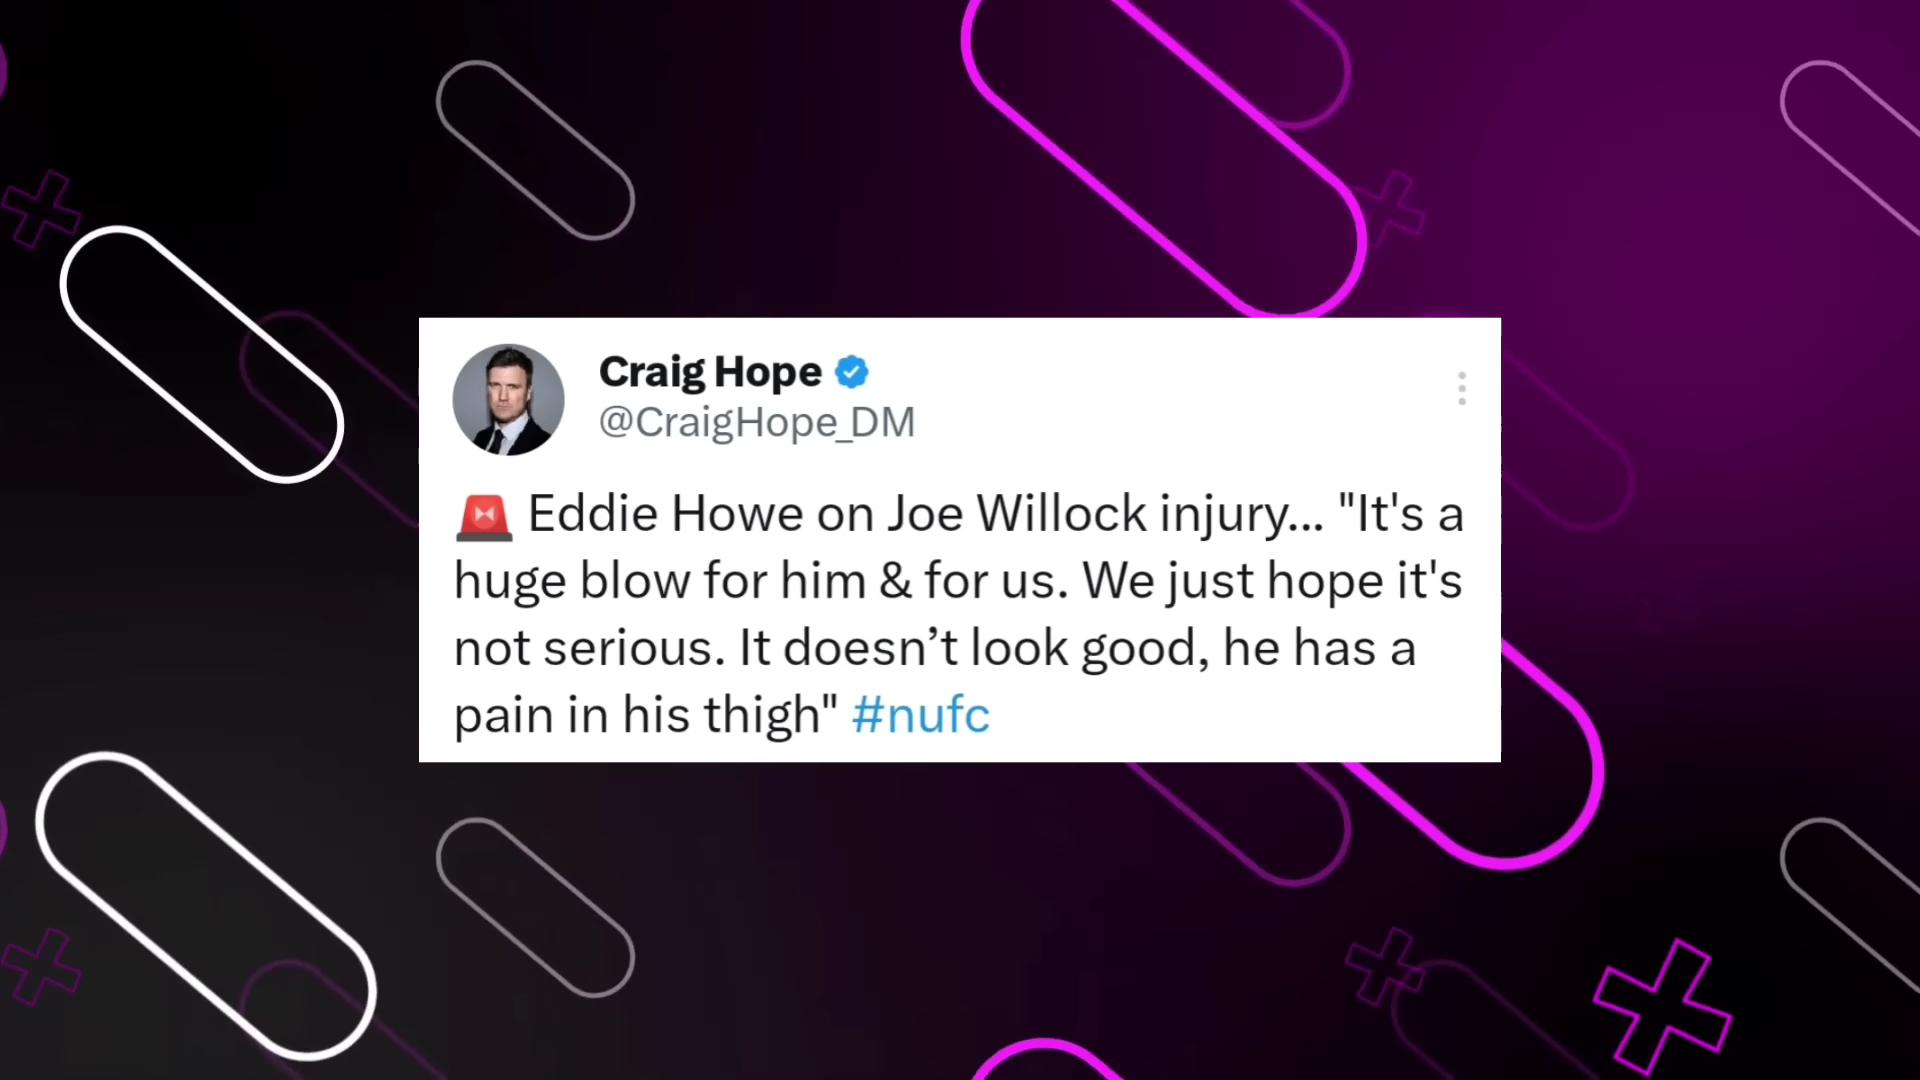 Craig Hope
@CraigHope_DM
🚨 Eddie Howe on Joe Willock injury... "It's a
huge blow for him & for us. We just hope it's
not serious. It doesn’t look good, he has a
pain in his thigh" #nufc